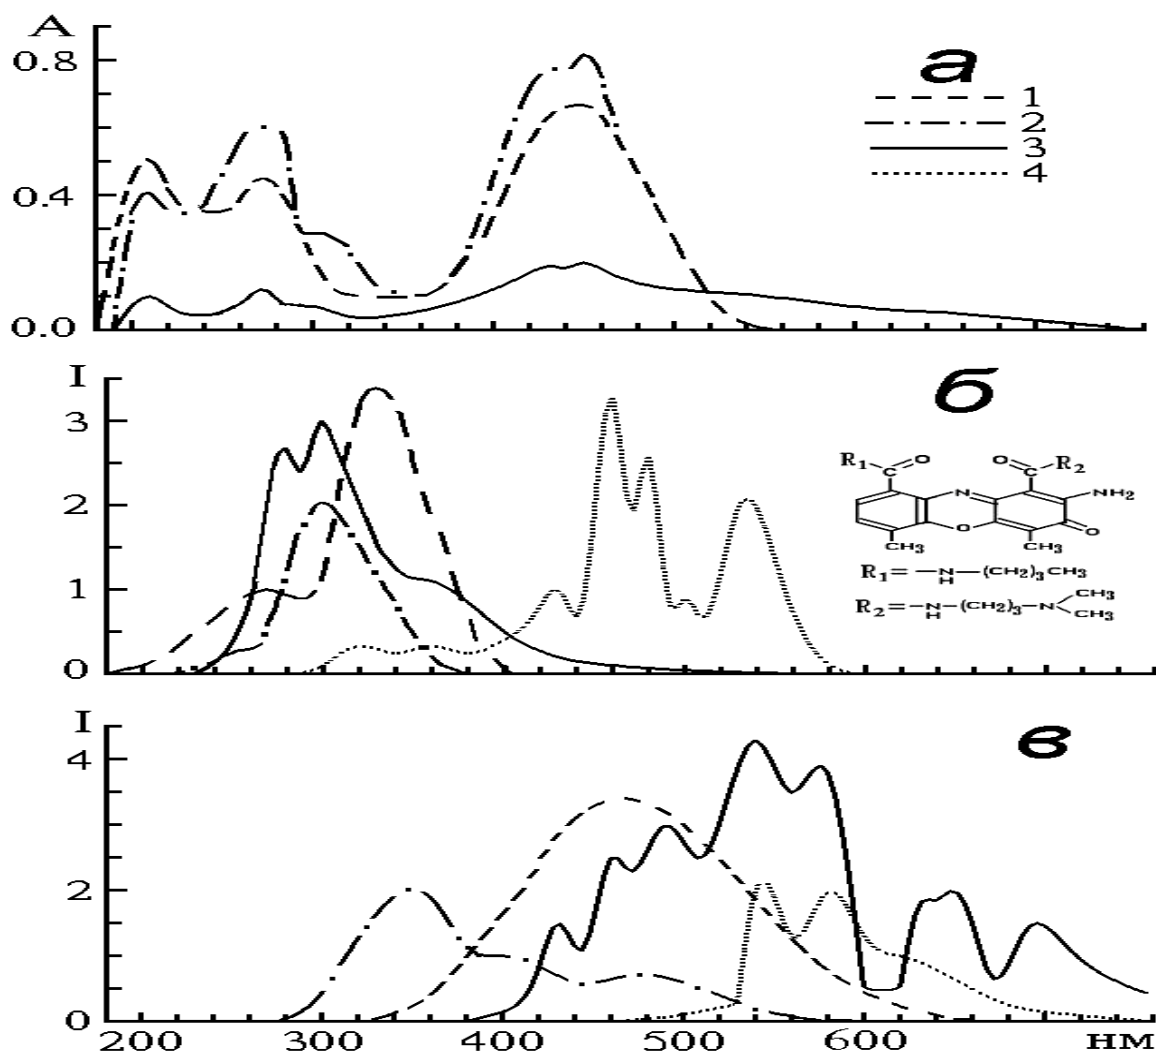 A
0.8
0.4
0.0
а
1
2
3
4
I
3
2
1
0
б
R₁ C O
O C R₂
N
NH₂
O
O
CH₃
CH₃
R₁= —N—(CH₂)₃CH₃
H
R₂=—N—(CH₂)₃—N CH₃
H CH₃
I
4
2
0
в
200 300 400 500 600 НМ